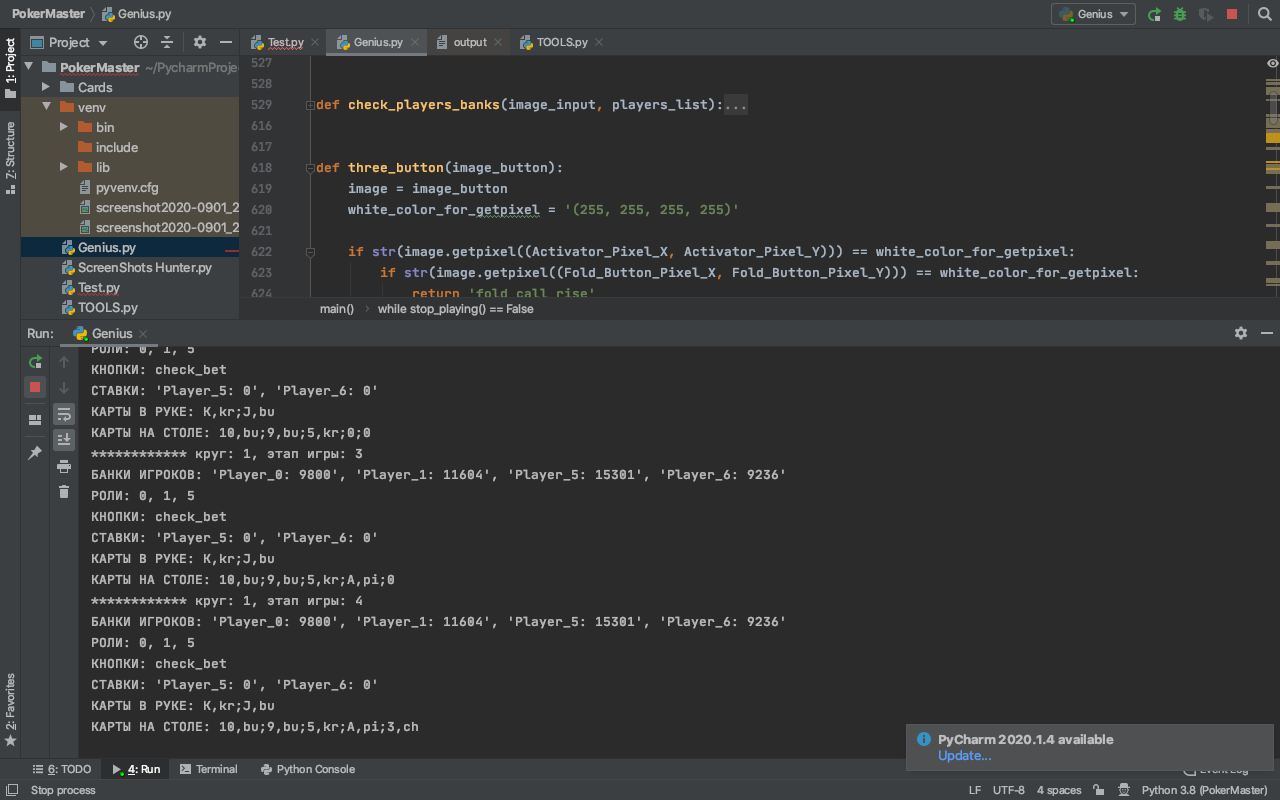 PokerMaster
Genius.py
Genius
1: Project
Project
Test.py
Genius.py
output
TOOLS.py
PokerMaster ~/PycharmProje
Cards
venv
bin
include
lib
pyvenv.cfg
screenshot2020-0901_2
screenshot2020-0901_2
Genius.py
ScreenShots Hunter.py
Test.py
TOOLS.py
Z: Structure
2: Favorites
527
528
529 def check_players_banks(image_input, players_list):...
616
617
618 def three_button(image_button):
619 image = image_button
620 white_color_for_getpixel = '(255, 255, 255, 255)'
621
622 if str(image.getpixel((Activator_Pixel_X, Activator_Pixel_Y))) == white_color_for_getpixel:
623 if str(image.getpixel((Fold_Button_Pixel_X, Fold_Button_Pixel_Y))) == white_color_for_getpixel:
624 return 'fold_call_rise'
main() › while stop_playing() == False
Run: Genius
РОЛИ: 0, 1, 5
КНОПКИ: check_bet
СТАВКИ: 'Player_5: 0', 'Player_6: 0'
КАРТЫ В РУКЕ: K,kr;J,bu
КАРТЫ НА СТОЛЕ: 10,bu;9,bu;5,kr;0;0
************ круг: 1, этап игры: 3
БАНКИ ИГРОКОВ: 'Player_0: 9800', 'Player_1: 11604', 'Player_5: 15301', 'Player_6: 9236'
РОЛИ: 0, 1, 5
КНОПКИ: check_bet
СТАВКИ: 'Player_5: 0', 'Player_6: 0'
КАРТЫ В РУКЕ: K,kr;J,bu
КАРТЫ НА СТОЛЕ: 10,bu;9,bu;5,kr;A,pi;0
************ круг: 1, этап игры: 4
БАНКИ ИГРОКОВ: 'Player_0: 9800', 'Player_1: 11604', 'Player_5: 15301', 'Player_6: 9236'
РОЛИ: 0, 1, 5
КНОПКИ: check_bet
СТАВКИ: 'Player_5: 0', 'Player_6: 0'
КАРТЫ В РУКЕ: K,kr;J,bu
КАРТЫ НА СТОЛЕ: 10,bu;9,bu;5,kr;A,pi;3,ch
PyCharm 2020.1.4 available
Update...
6: TODO
4: Run
Terminal
Python Console
Event Log
Stop process
LF UTF-8 4 spaces Python 3.8 (PokerMaster)